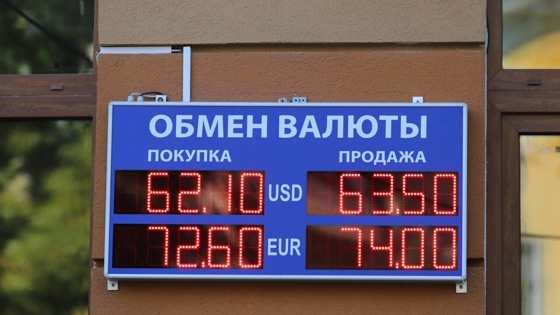 ОБМЕН ВАЛЮТЫ
ПОКУПКА ПРОДАЖА
62.10 USD 63.50
72.60 EUR 74.00